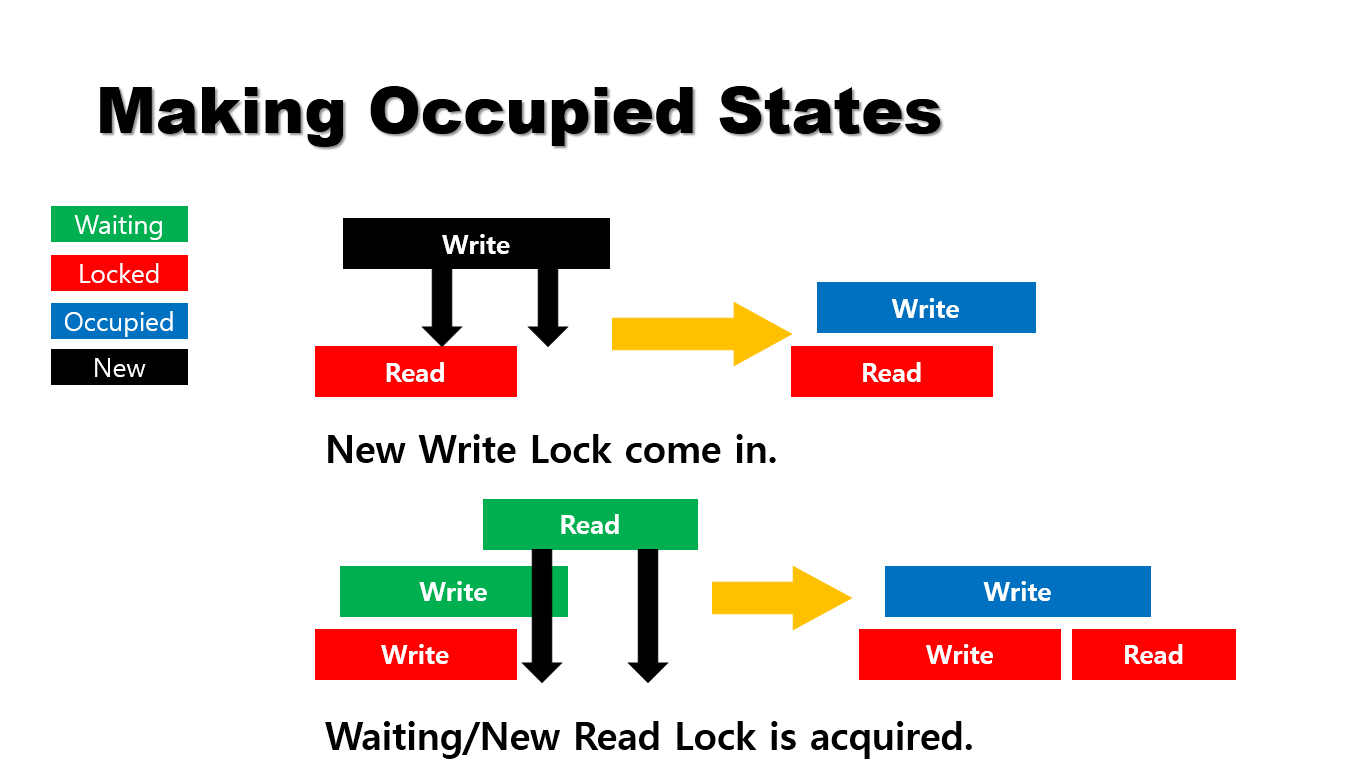 Making Occupied States
Waiting
Locked
Occupied
New
Write
Write
Read
Read
New Write Lock come in.
Read
Write
Write
Write
Write
Read
Waiting/New Read Lock is acquired.